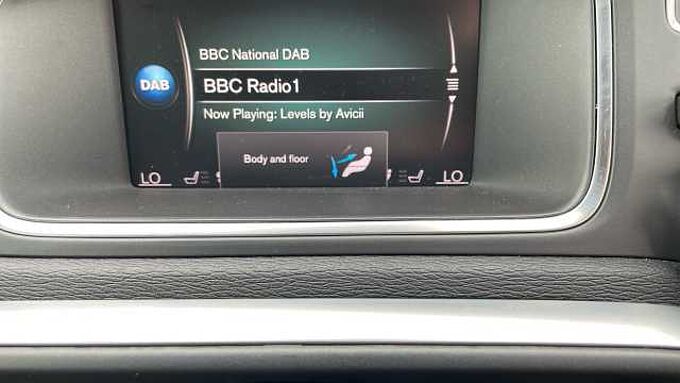 BBC National DAB
DAB
BBC Radio1
Now Playing: Levels by Avicii
Body and floor
LO
LO